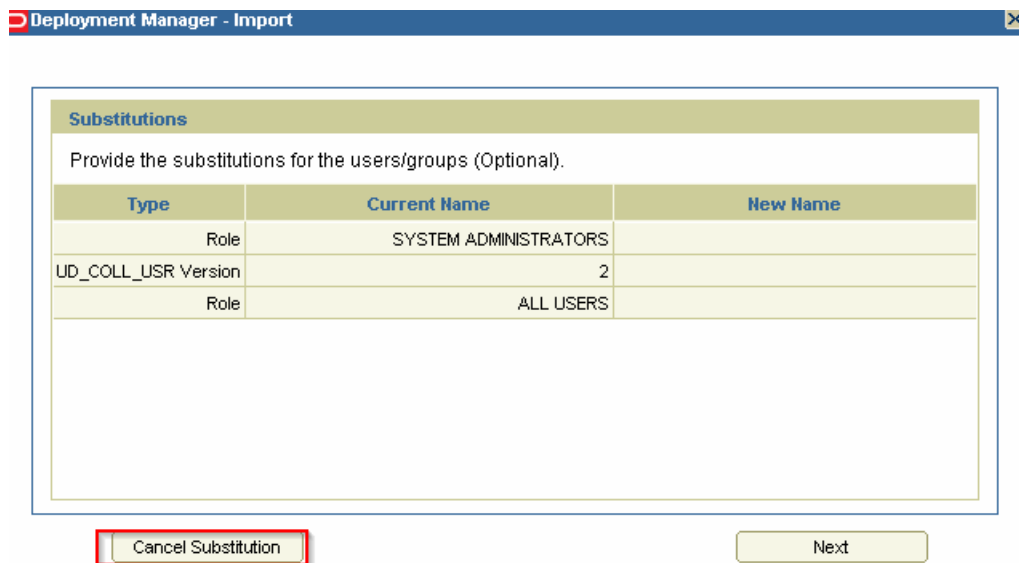 Deployment Manager - Import
Substitutions
Provide the substitutions for the users/groups (Optional).
Type Current Name New Name
Role SYSTEM ADMINISTRATORS
UD_COLL_USR Version 2
Role ALL USERS
Cancel Substitution Next